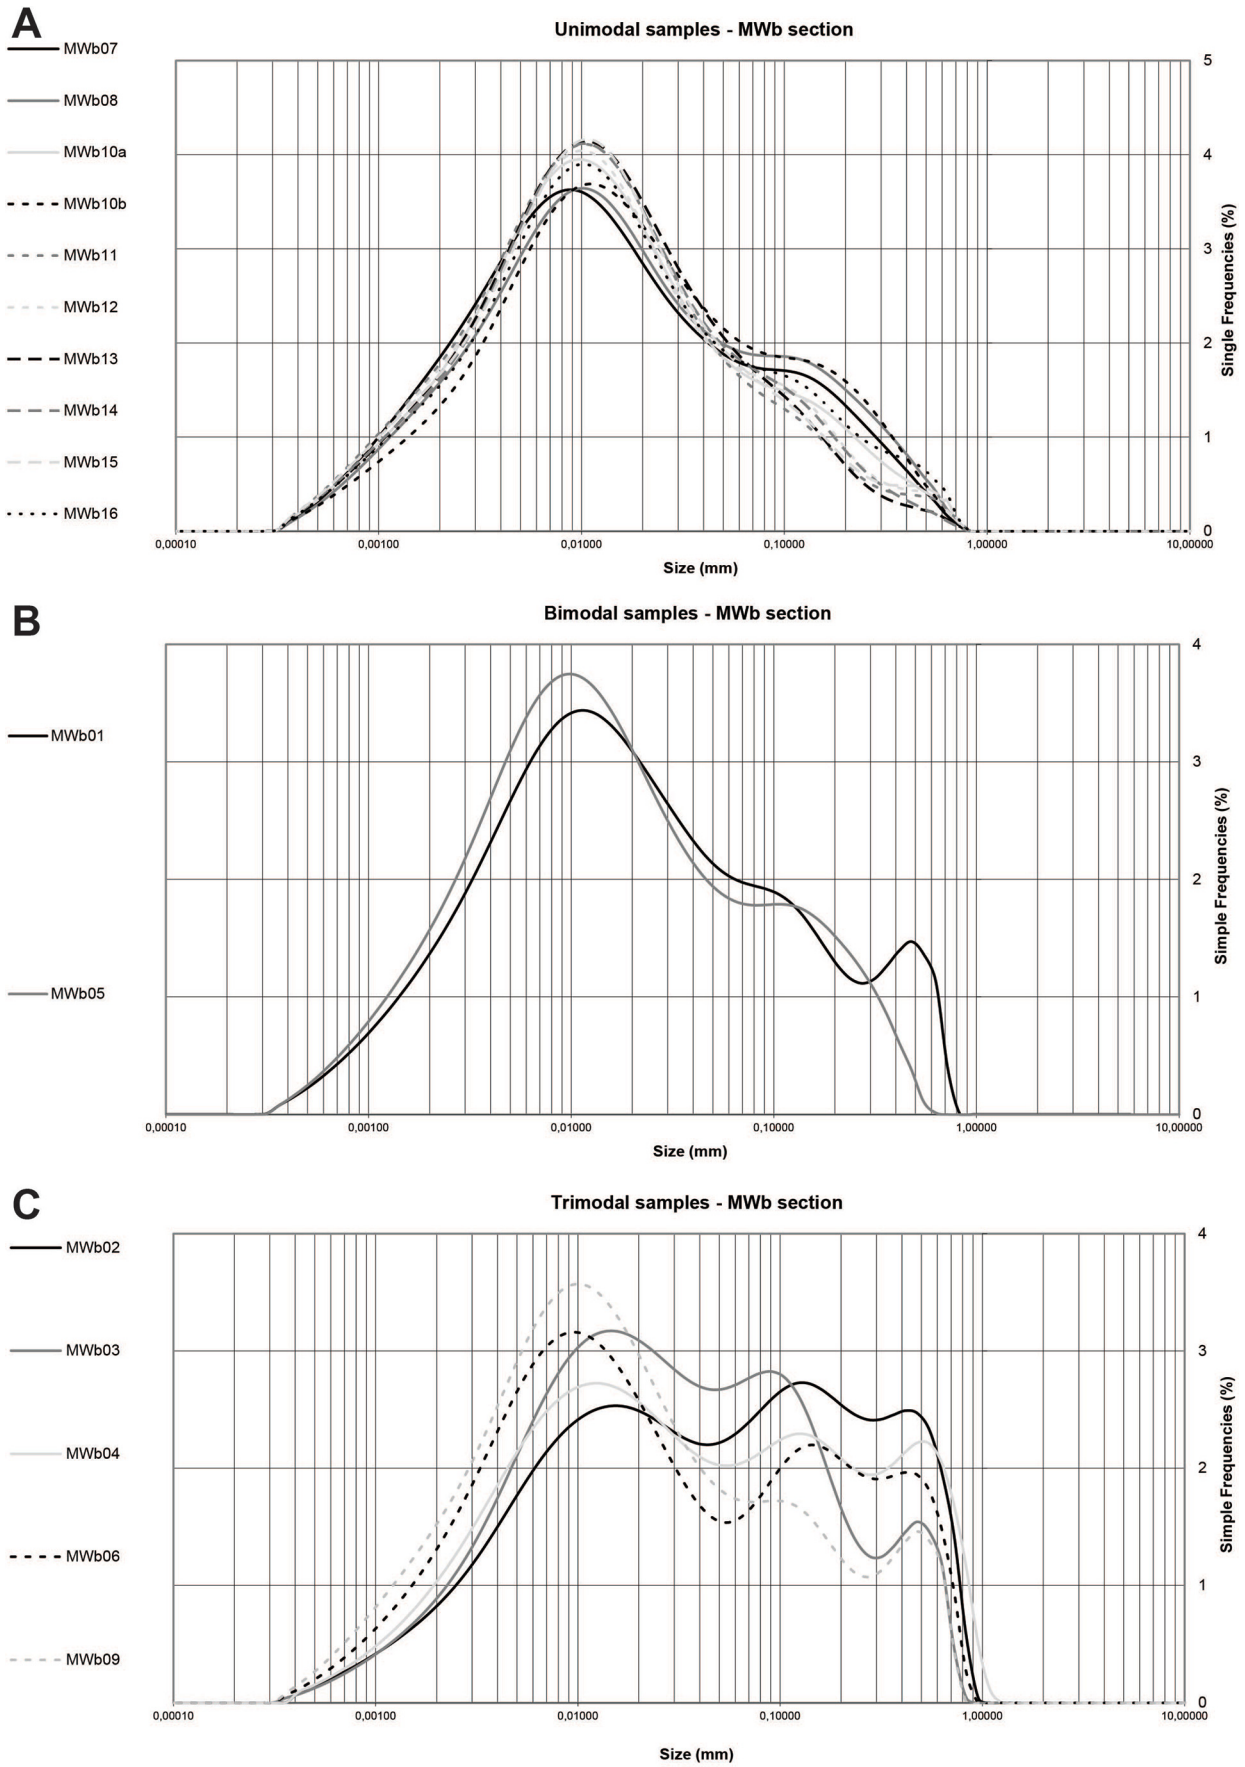 A
Unimodal samples - MWb section
MWb07
MWb08
MWb10a
MWb10b
MWb11
MWb12
MWb13
MWb14
MWb15
MWb16
5
4
3
2
1
0
Single Frequencies (%)
0,00010 0,00100 0,01000 0,10000 1,00000 10,00000
Size (mm)
B
Bimodal samples - MWb section
MWb01
MWb05
4
3
2
1
0
Simple Frequencies (%)
0,00010 0,00100 0,01000 0,10000 1,00000 10,00000
Size (mm)
C
Trimodal samples - MWb section
MWb02
MWb03
MWb04
MWb06
MWb09
4
3
2
1
0
Simple Frequencies (%)
0,00010 0,00100 0,01000 0,10000 1,00000 10,00000
Size (mm)